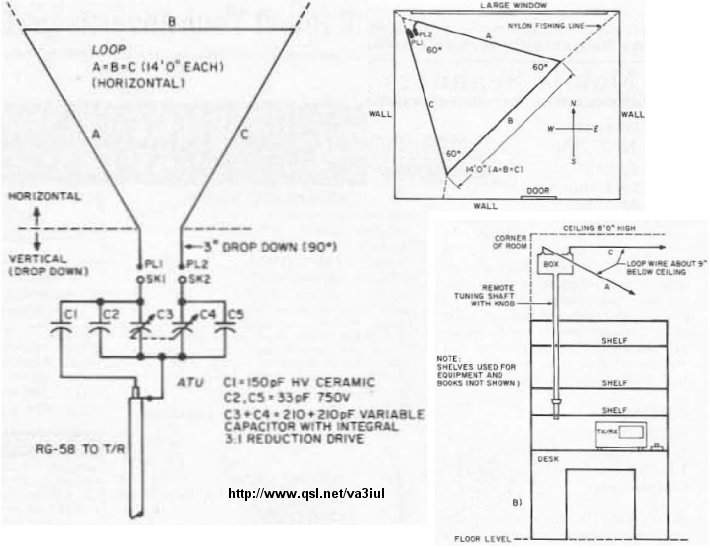 B
LOOP
A=B=C (14'0" EACH)
(HORIZONTAL)
A
C
HORIZONTAL
VERTICAL
(DROP DOWN)
3" DROP DOWN (90°)
PL1
PL2
SK1
SK2
C1
C2
C3
C4
C5
ATU
C1=150pF HV CERAMIC
C2,C5=33pF 750V
C3+C4=210+210pF VARIABLE
CAPACITOR WITH INTEGRAL
3:1 REDUCTION DRIVE
RG-58 TO T/R
http://www.qsl.net/va3iul
LARGE WINDOW
NYLON FISHING LINE
PL2
PL1
A
60°
60°
C
B
N
W
E
S
WALL
WALL
60°
14'0" (A=B=C)
DOOR
WALL
CEILING 8'0" HIGH
CORNER
OF ROOM
BOX
C
A
LOOP WIRE ABOUT 9"
BELOW CEILING
REMOTE
TUNING SHAFT
WITH KNOB
SHELF
NOTE:
SHELVES USED FOR
EQUIPMENT AND
BOOKS (NOT SHOWN)
SHELF
SHELF
TX/RX
DESK
B)
FLOOR LEVEL